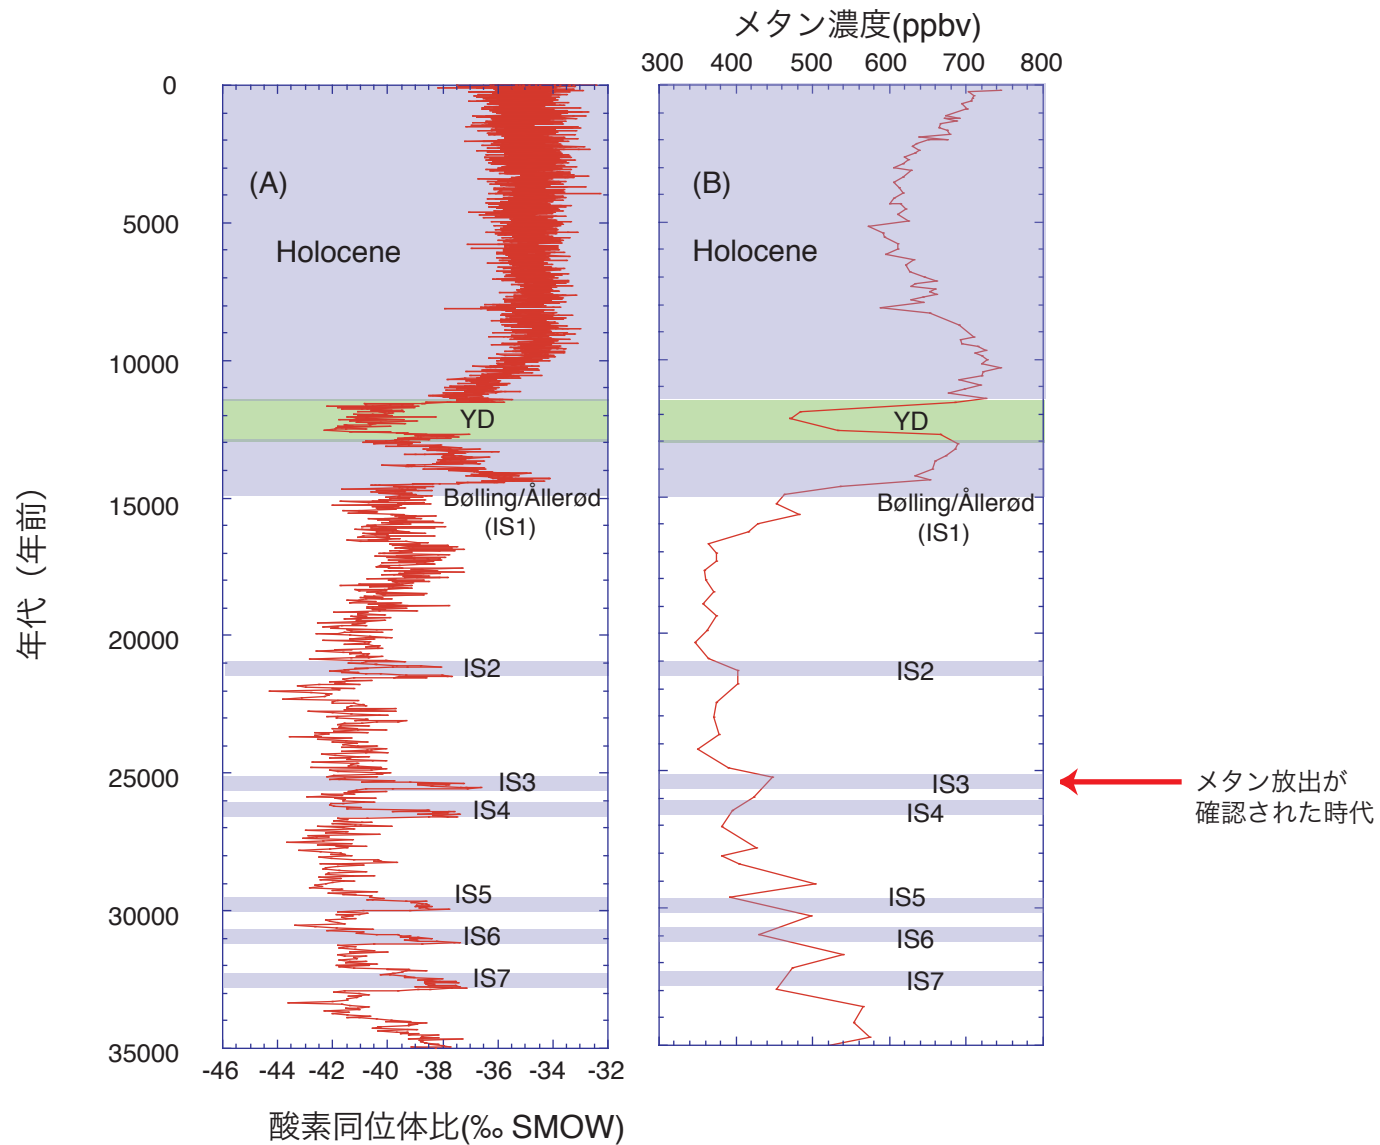 メタン濃度(ppbv)
300 400 500 600 700 800
0
(A)
(B)
5000
Holocene
Holocene
10000
YD
YD
Bølling/Ållerød
(IS1)
Bølling/Ållerød
(IS1)
15000
年代（年前）
20000
IS2
IS2
25000
IS3
IS3
メタン放出が
確認された時代
IS4
IS4
IS5
IS5
30000
IS6
IS6
IS7
IS7
35000
-46 -44 -42 -40 -38 -36 -34 -32
酸素同位体比(‰ SMOW)